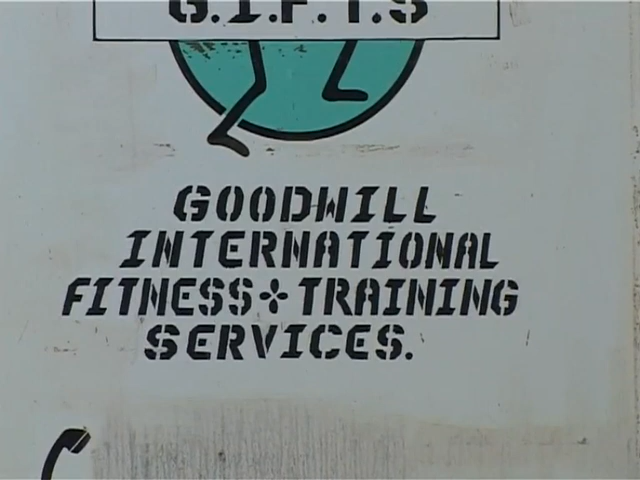 G.I.F.T.S
GOODWILL
INTERNATIONAL
FITNESS+TRAINING
SERVICES.